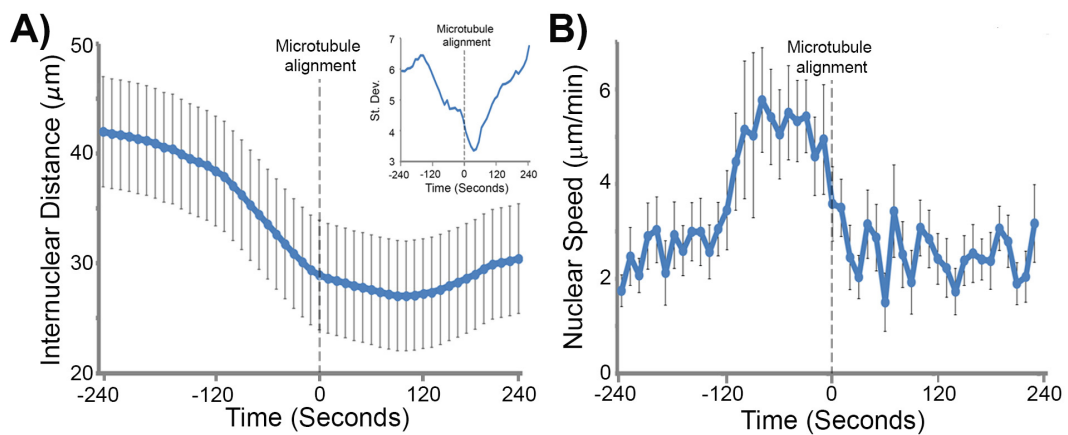 A)
Internuclear Distance (μm)
50
40
30
20
Microtubule
alignment
-240
-120
0
120
240
Time (Seconds)
Microtubule
alignment
St. Dev.
7
6
5
4
3
-240
-120
0
120
240
Time (Seconds)
B)
Nuclear Speed (μm/min)
6
4
2
0
Microtubule
alignment
-240
-120
0
120
240
Time (Seconds)